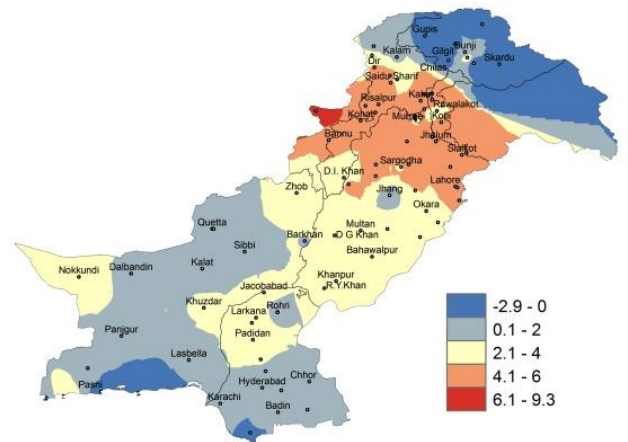 Gupis
Kalam
Gilgit
Bunji
Skardu
Chilas
Dir
Saidu Sharif
Risalpur
Rawalakot
Kohat
Kotli
Bannu
Jhelum
Sialkot
Sargodha
D.I. Khan
Lahore
Zhob
Jhang
Okara
Quetta
Multan
Barkhan
D G Khan
Sibbi
Bahawalpur
Kalat
Nokkundi
Dalbandin
Khanpur
R.Y.Khan
Jacobabad
Khuzdar
Larkana
Rohri
Padidan
Panjgur
Lasbella
Pasni
Hyderabad
Chhor
Karachi
Badin
-2.9 - 0
0.1 - 2
2.1 - 4
4.1 - 6
6.1 - 9.3